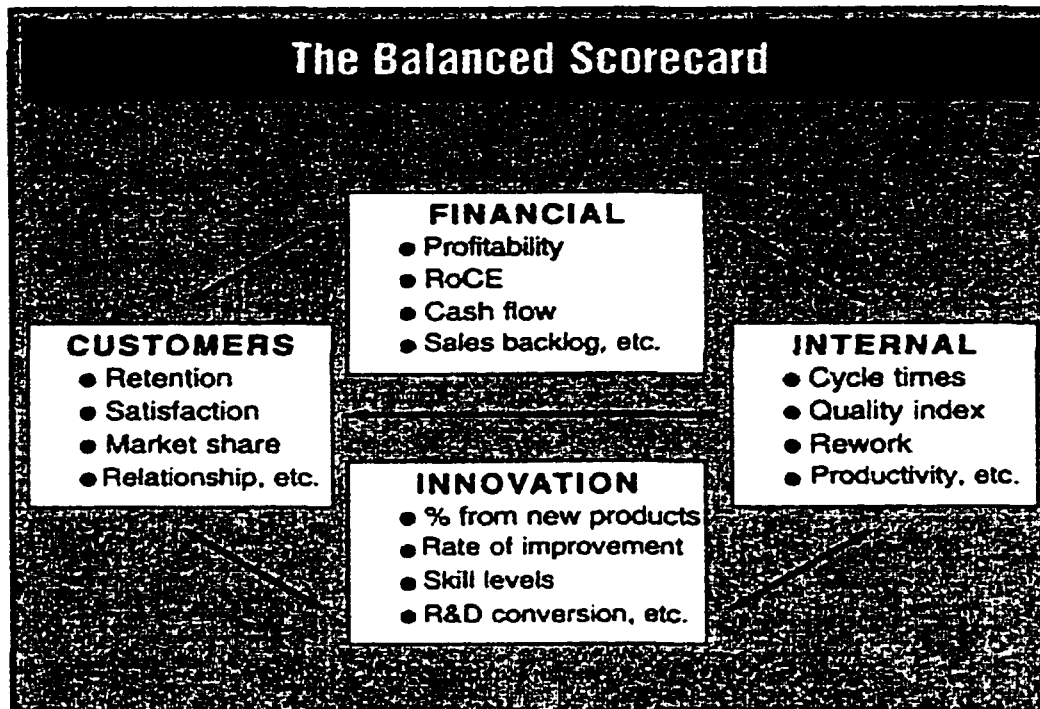 The Balanced Scorecard
FINANCIAL
● Profitability
● RoCE
● Cash flow
● Sales backlog, etc.
CUSTOMERS
● Retention
● Satisfaction
● Market share
● Relationship, etc.
INTERNAL
● Cycle times
● Quality index
● Rework
● Productivity, etc.
INNOVATION
● % from new products
● Rate of improvement
● Skill levels
● R&D conversion, etc.